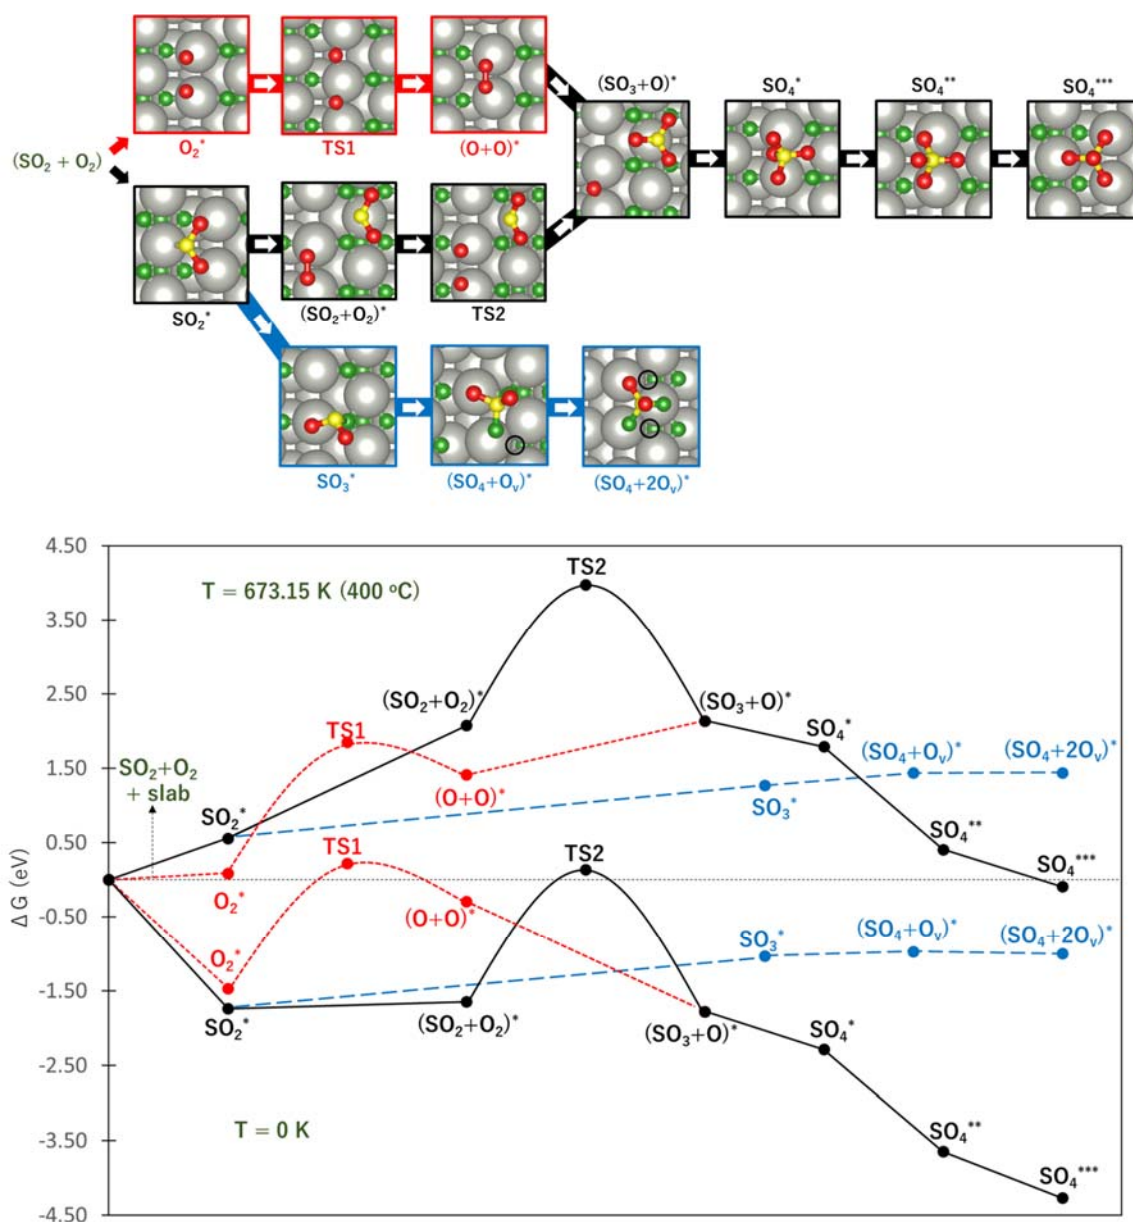 (SO₃+O)*
SO₄*
SO₄**
SO₄***
O₂*
TS1
(O+O)*
(SO₂ + O₂)
SO₂*
(SO₂+O₂)*
TS2
SO₃*
(SO₄+Oᵥ)*
(SO₄+2Oᵥ)*
4.50
3.50
2.50
1.50
0.50
-0.50
-1.50
-2.50
-3.50
-4.50
Δ G (eV)
T = 673.15 K (400 ºC)
TS2
(SO₂+O₂)*
(SO₃+O)*
TS1
SO₄*
(SO₄+Oᵥ)*
(SO₄+2Oᵥ)*
SO₂+O₂
+ slab
(O+O)*
SO₃*
SO₂*
SO₄**
O₂*
SO₄***
TS1
TS2
(O+O)*
O₂*
SO₃*
(SO₄+Oᵥ)*
(SO₄+2Oᵥ)*
SO₂*
(SO₂+O₂)*
(SO₃+O)*
SO₄*
T = 0 K
SO₄**
SO₄***